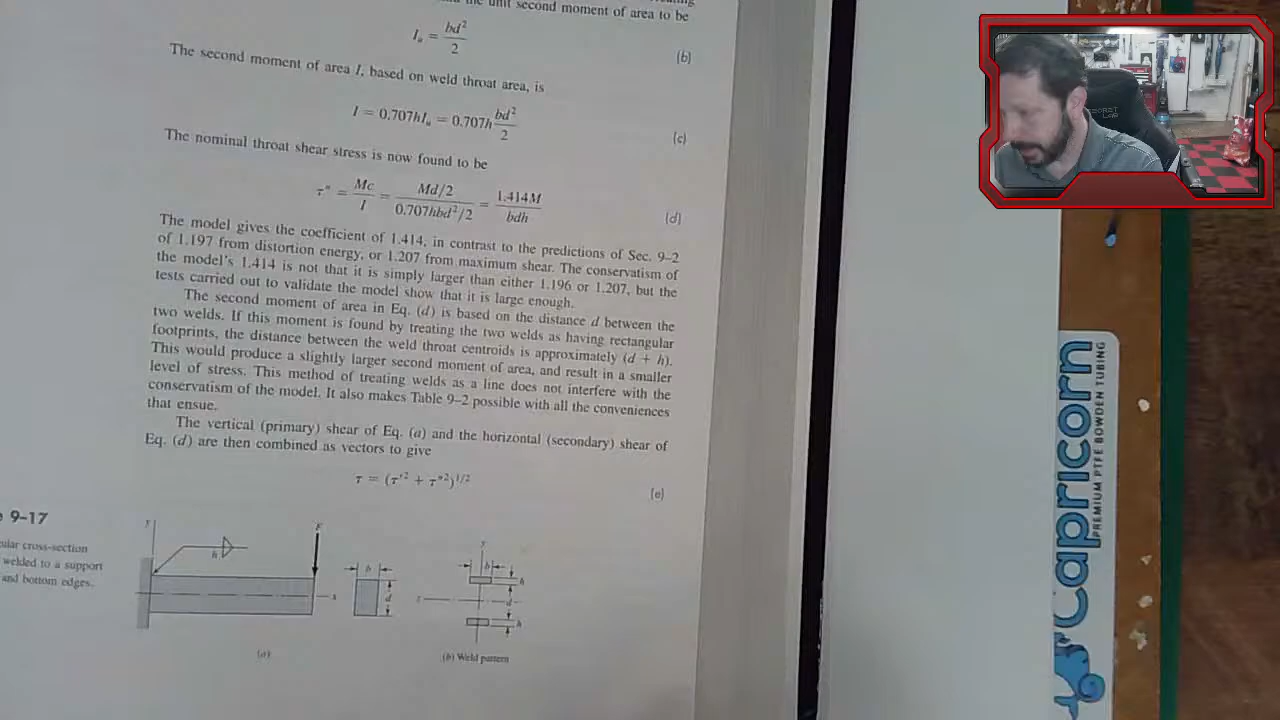 the unit second moment of area to be
I_u = bd²/2 (b)
The second moment of area I, based on weld throat area, is
I = 0.707hI_u = 0.707h bd²/2 (c)
The nominal throat shear stress is now found to be
τ″ = Mc/I = Md/2 / 0.707hbd²/2 = 1.414M/bdh (d)
The model gives the coefficient of 1.414, in contrast to the predictions of Sec. 9–2
of 1.197 from distortion energy, or 1.207 from maximum shear. The conservatism of
the model's 1.414 is not that it is simply larger than either 1.196 or 1.207, but the
tests carried out to validate the model show that it is large enough.
The second moment of area in Eq. (d) is based on the distance d between the
two welds. If this moment is found by treating the two welds as having rectangular
footprints, the distance between the weld throat centroids is approximately (d + h).
This would produce a slightly larger second moment of area, and result in a smaller
level of stress. This method of treating welds as a line does not interfere with the
conservatism of the model. It also makes Table 9–2 possible with all the conveniences
that ensue.
The vertical (primary) shear of Eq. (a) and the horizontal (secondary) shear of
Eq. (d) are then combined as vectors to give
τ = (τ′² + τ″²)^1/2 (e)
9–17
cross-section
welded to a support
and bottom edges.
y
h
F
x
b
d
(a)
y
b
h
z
d
h
(b) Weld pattern
Capricorn
PREMIUM PTFE BOWDEN TUBING